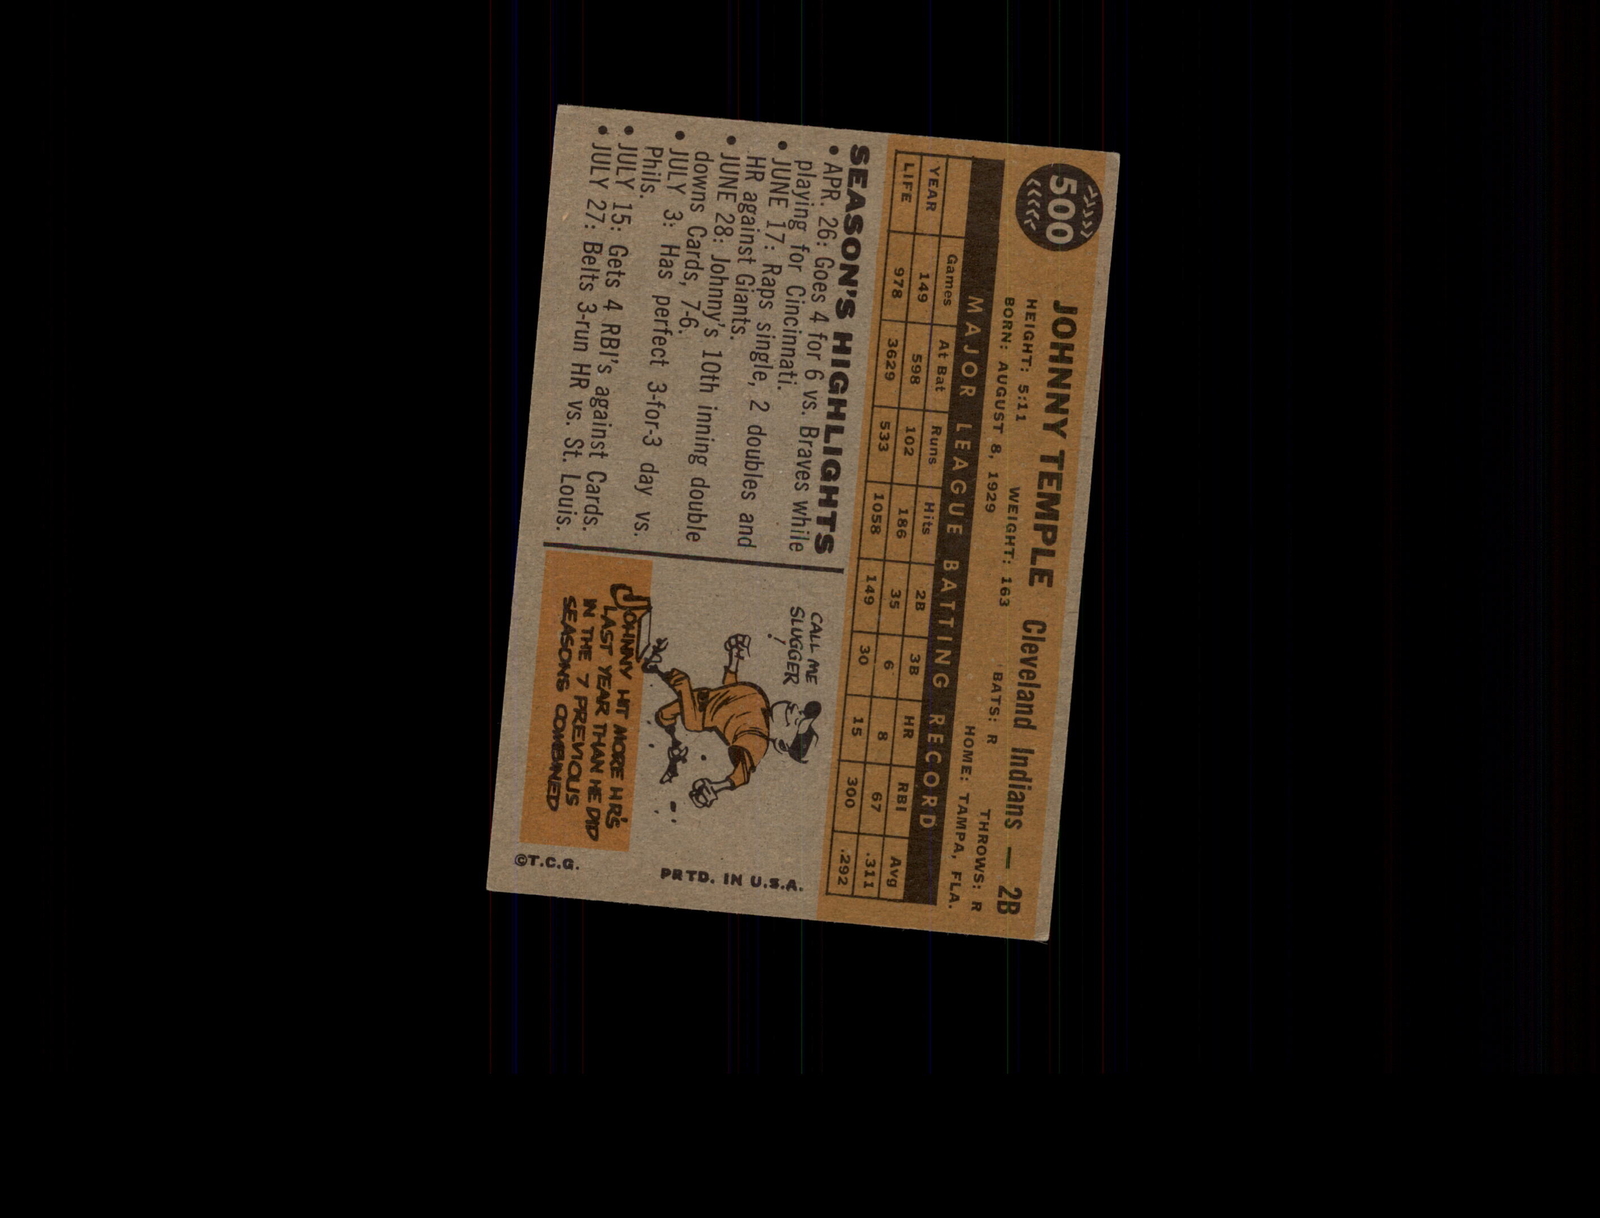 500
JOHNNY TEMPLE Cleveland Indians — 2B
HEIGHT: 5:11 WEIGHT: 163 BATS: R THROWS: R
BORN: AUGUST 8, 1929 HOME: TAMPA, FLA.
MAJOR LEAGUE BATTING RECORD
Games At Bat Runs Hits 2B 3B HR RBI Avg
YEAR 149 598 102 186 35 6 8 67 .311
LIFE 978 3629 533 1058 149 30 15 300 .292
SEASON'S HIGHLIGHTS
• APR. 26: Goes 4 for 6 vs. Braves while
playing for Cincinnati.
• JUNE 17: Raps single, 2 doubles and
HR against Giants.
• JUNE 28: Johnny's 10th inning double
downs Cards, 7-6.
• JULY 3: Has perfect 3-for-3 day vs.
Phils.
• JULY 15: Gets 4 RBI's against Cards.
• JULY 27: Belts 3-run HR vs. St. Louis.
CALL ME
SLUGGER
!
JOHNNY HIT MORE HR'S
LAST YEAR THAN HE DID
IN THE 7 PREVIOUS
SEASONS COMBINED
PRTD. IN U.S.A.
©T.C.G.